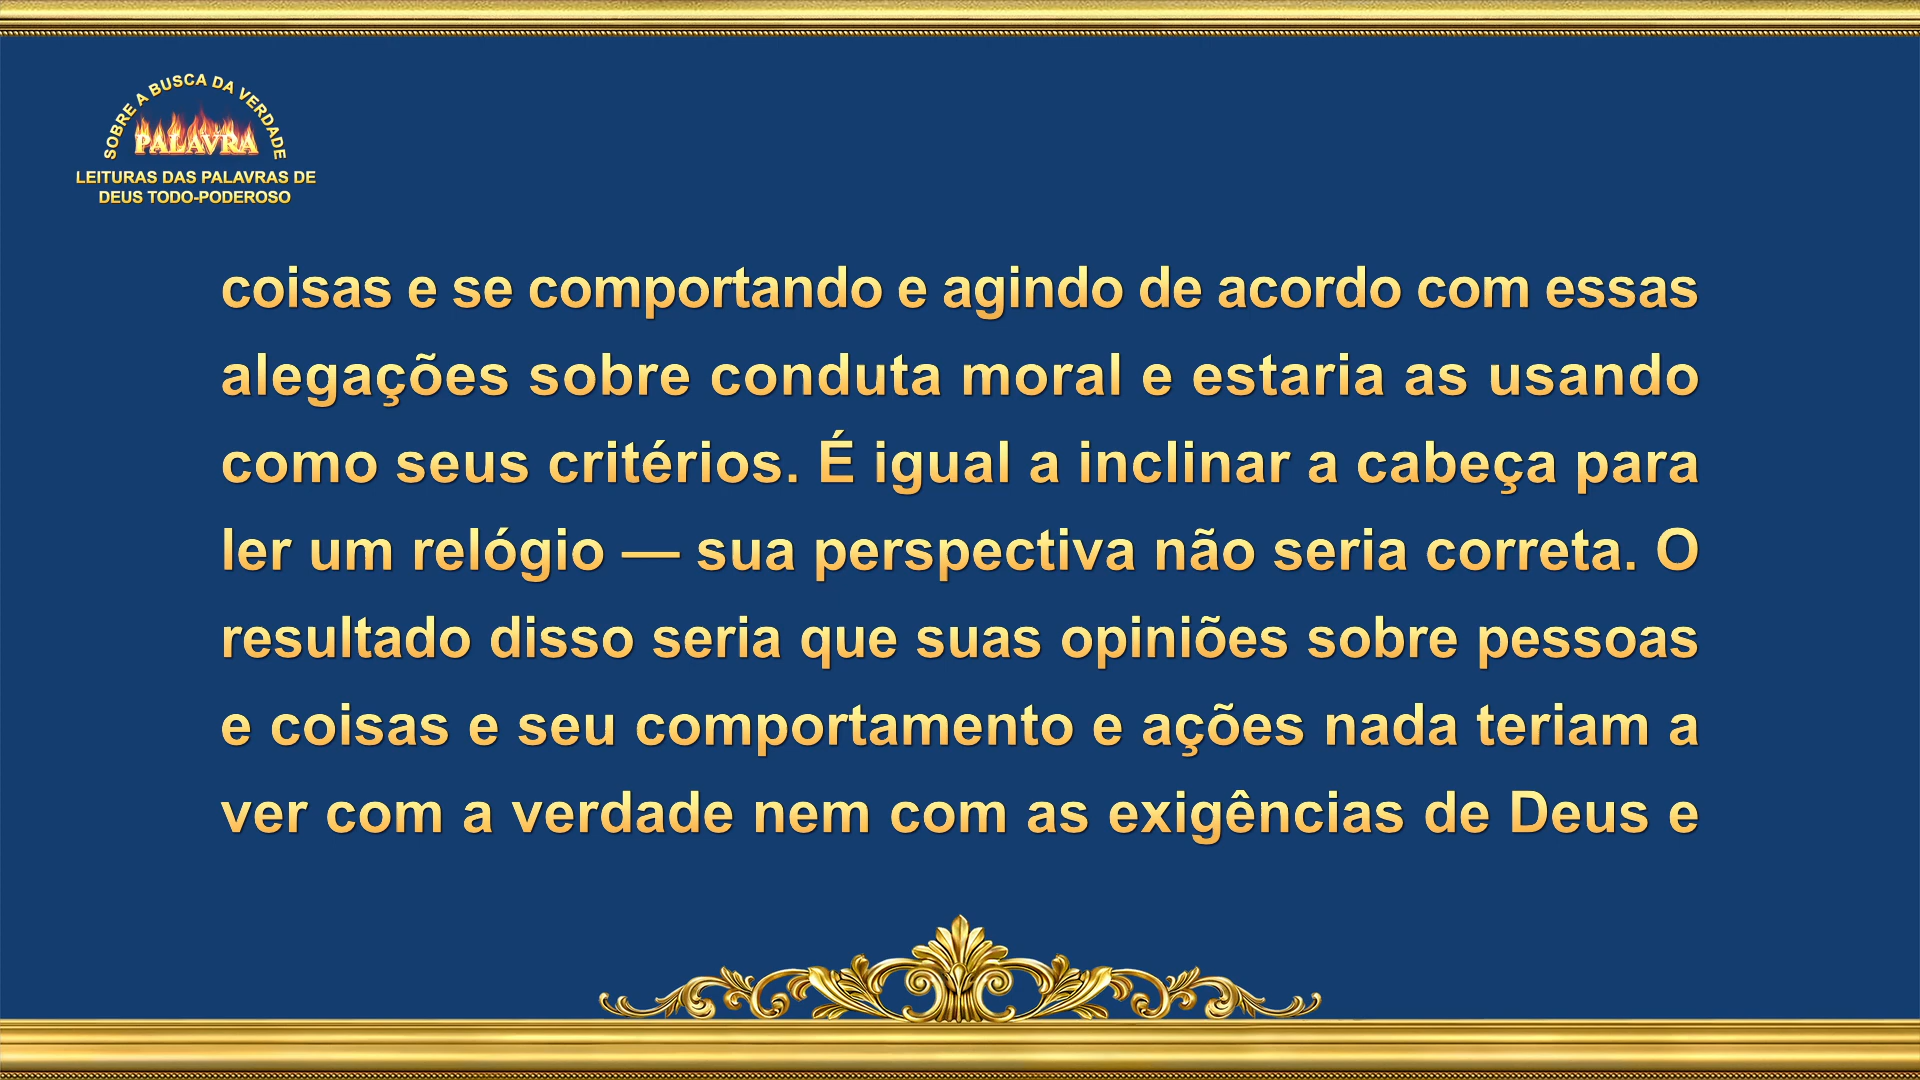 SOBRE A BUSCA DA VERDADE
PALAVRA
LEITURAS DAS PALAVRAS DE
DEUS TODO-PODEROSO
coisas e se comportando e agindo de acordo com essas
alegações sobre conduta moral e estaria as usando
como seus critérios. É igual a inclinar a cabeça para
ler um relógio — sua perspectiva não seria correta. O
resultado disso seria que suas opiniões sobre pessoas
e coisas e seu comportamento e ações nada teriam a
ver com a verdade nem com as exigências de Deus e